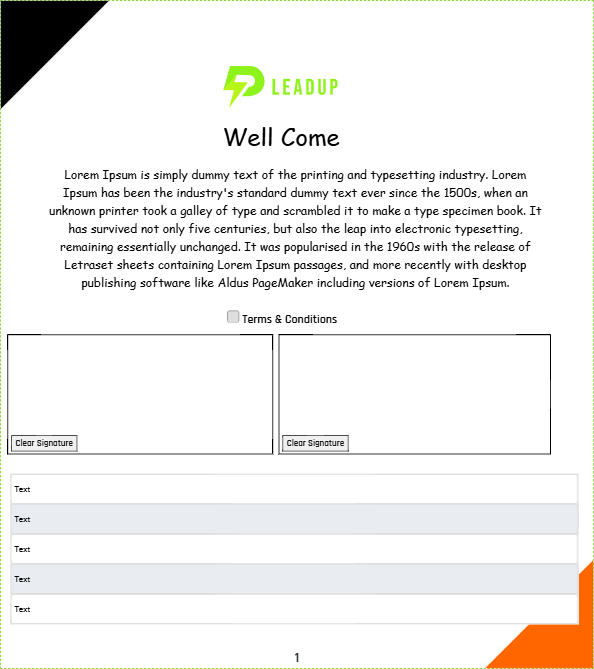 LEADUP
Well Come
Lorem Ipsum is simply dummy text of the printing and typesetting industry. Lorem
Ipsum has been the industry's standard dummy text ever since the 1500s, when an
unknown printer took a galley of type and scrambled it to make a type specimen book. It
has survived not only five centuries, but also the leap into electronic typesetting,
remaining essentially unchanged. It was popularised in the 1960s with the release of
Letraset sheets containing Lorem Ipsum passages, and more recently with desktop
publishing software like Aldus PageMaker including versions of Lorem Ipsum.
Terms & Conditions
Clear Signature Clear Signature
Text
Text
Text
Text
Text
1